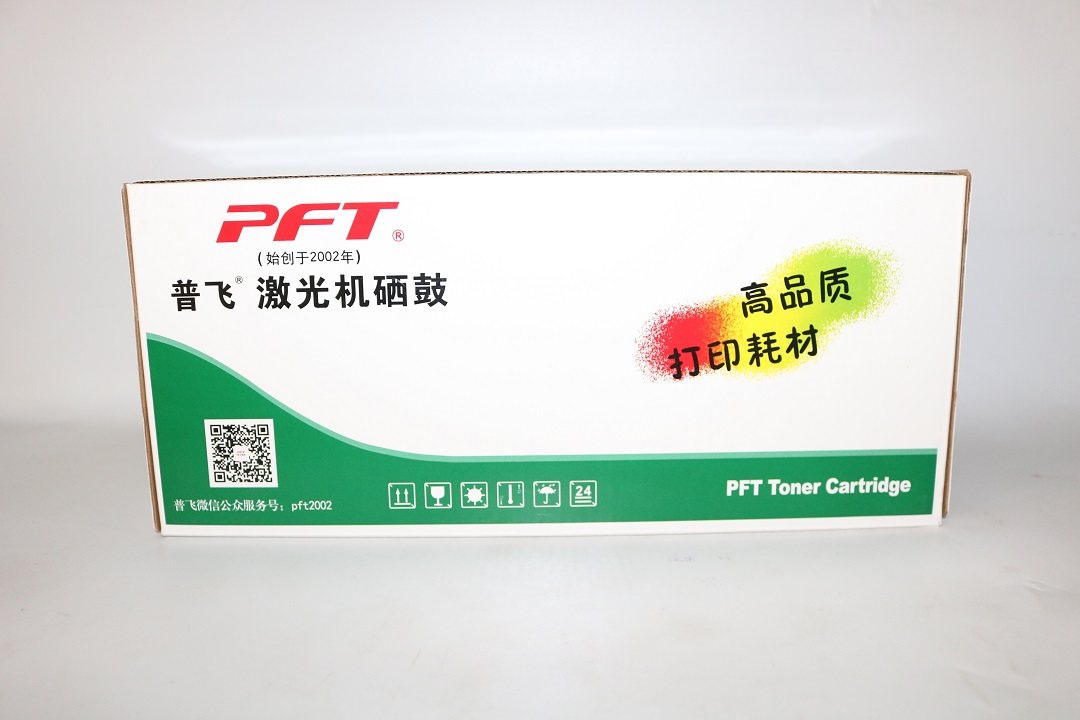 PFT®
(始创于2002年)
普飞® 激光机硒鼓
高品质
打印耗材
普飞微信公众服务号：pft2002
24
PFT Toner Cartridge